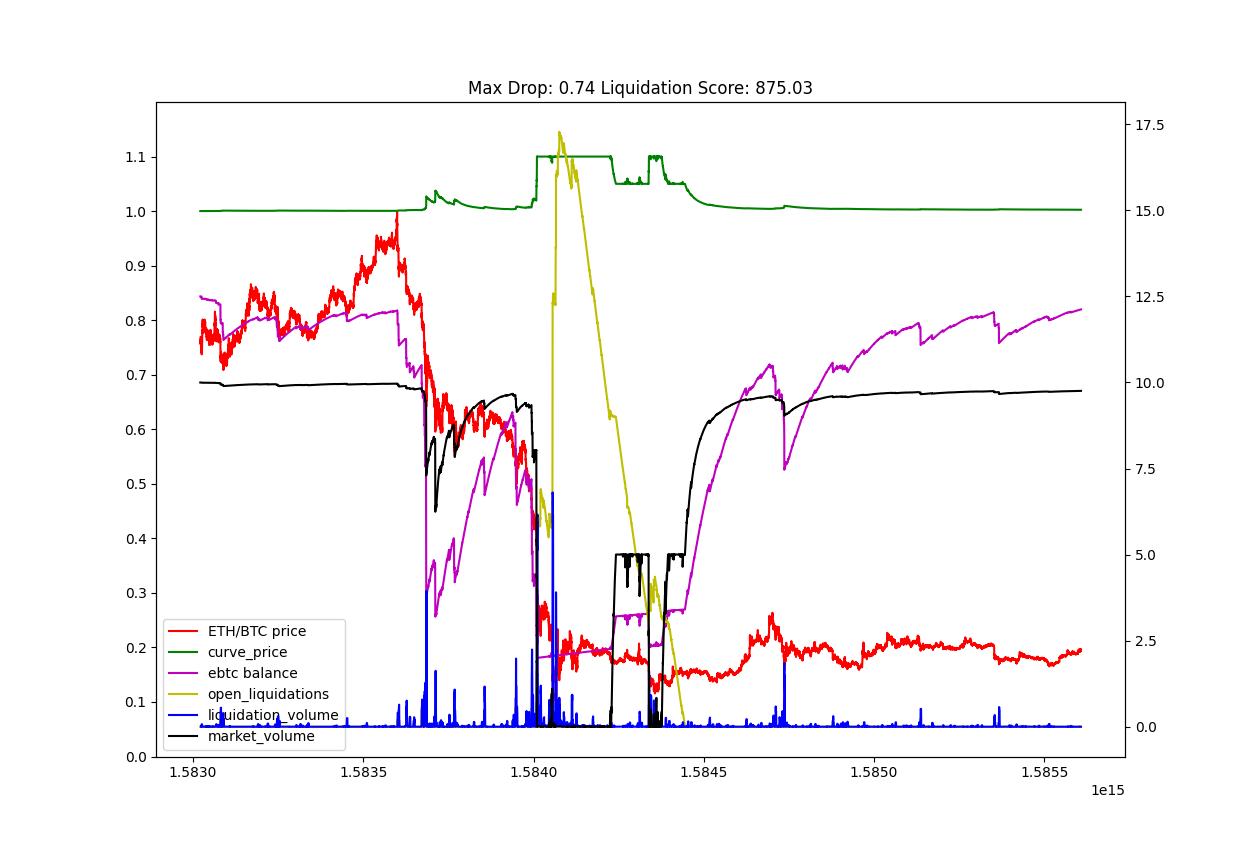 Max Drop: 0.74 Liquidation Score: 875.03
1.1
1.0
0.9
0.8
0.7
0.6
0.5
0.4
0.3
0.2
0.1
0.0
17.5
15.0
12.5
10.0
7.5
5.0
2.5
0.0
ETH/BTC price
curve_price
ebtc balance
open_liquidations
liquidation_volume
market_volume
1.5830 1.5835 1.5840 1.5845 1.5850 1.5855
1e15